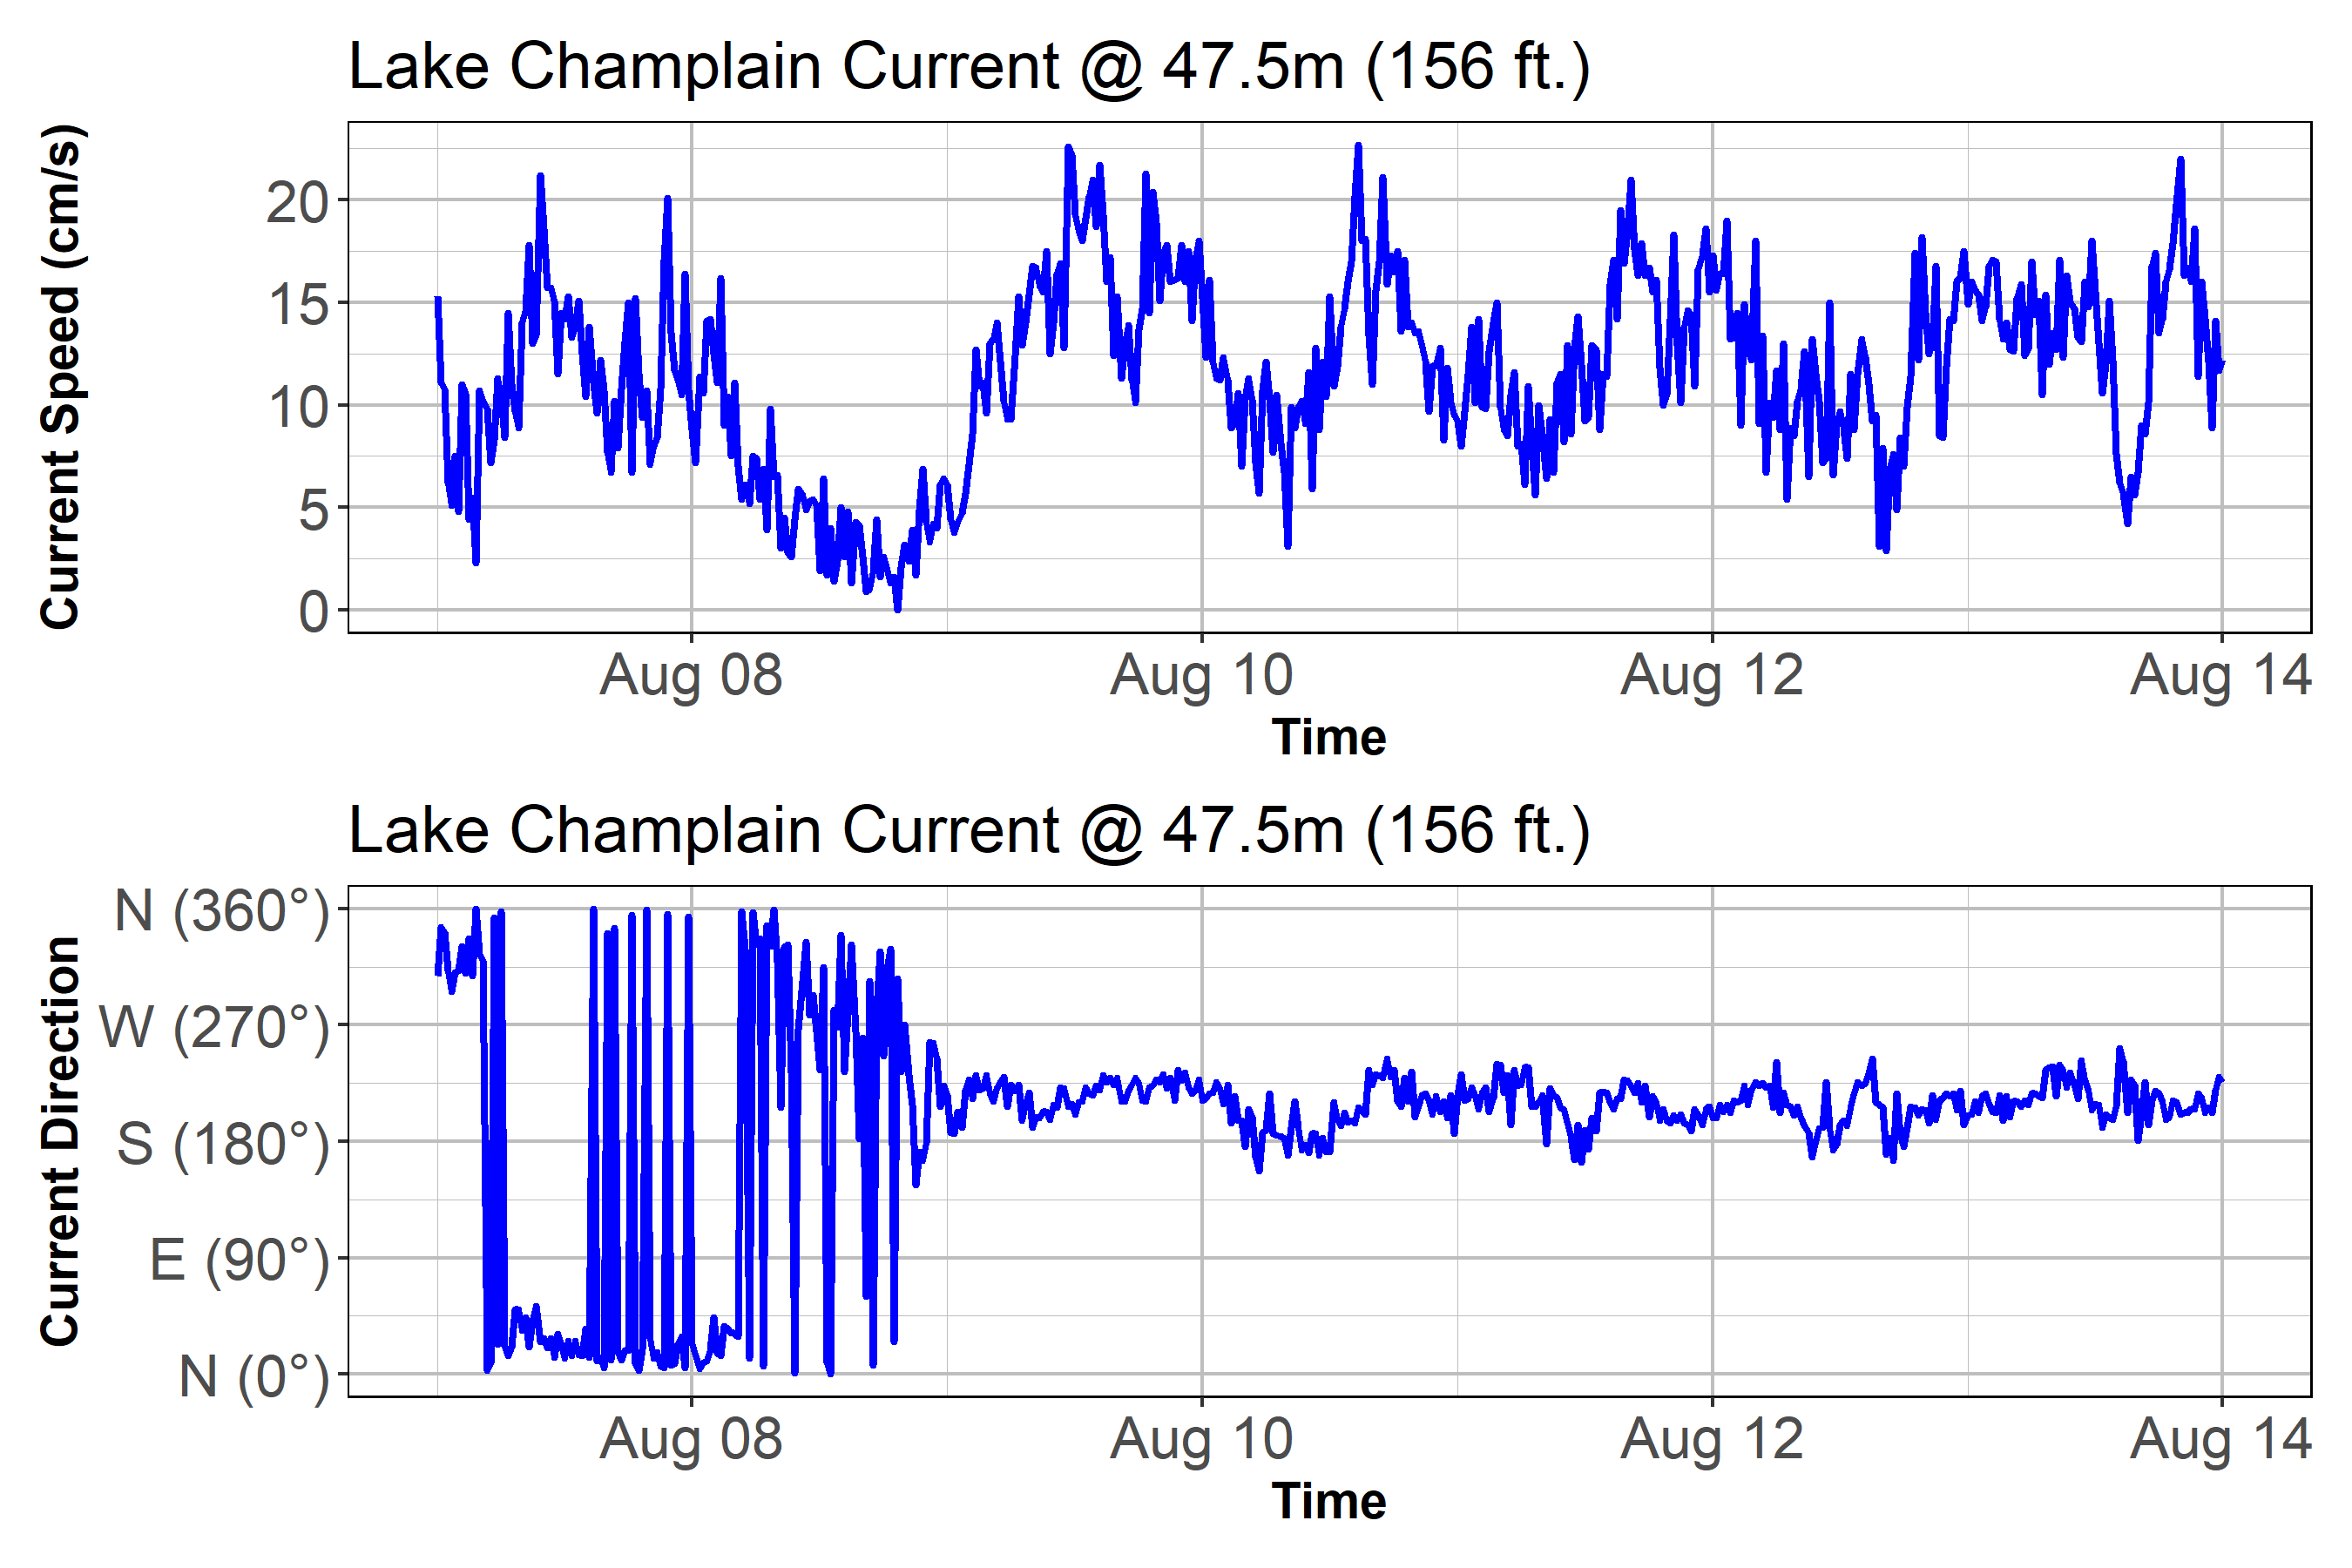 Lake Champlain Current @ 47.5m (156 ft.)
Current Speed (cm/s)
20
15
10
5
0
Aug 08
Aug 10
Aug 12
Aug 14
Time
Lake Champlain Current @ 47.5m (156 ft.)
Current Direction
N (360°)
W (270°)
S (180°)
E (90°)
N (0°)
Aug 08
Aug 10
Aug 12
Aug 14
Time